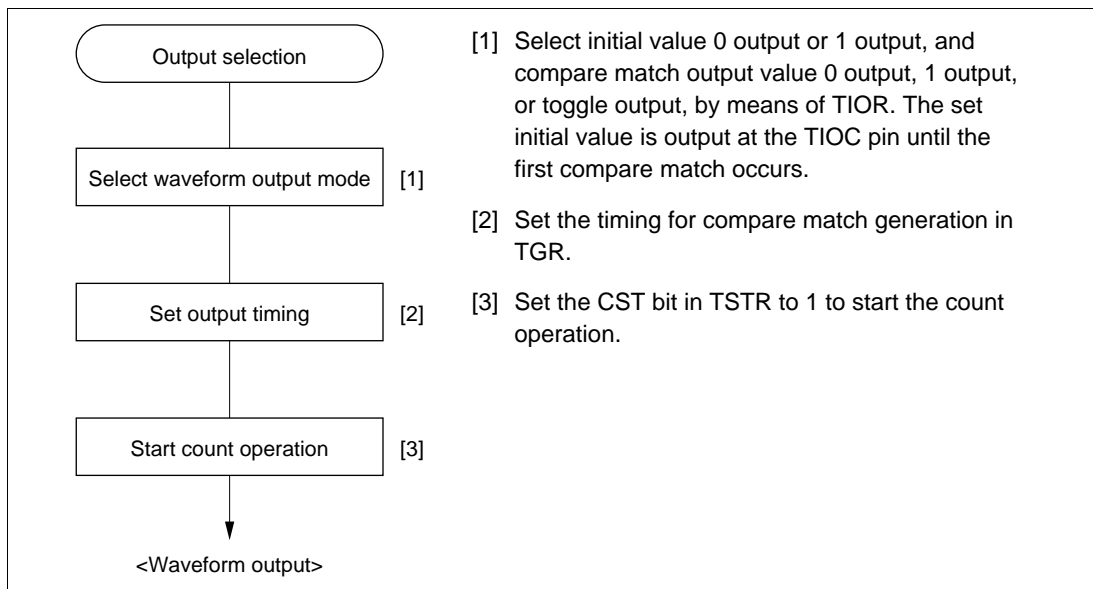 Output selection
Select waveform output mode [1]
Set output timing [2]
Start count operation [3]
<Waveform output>
[1] Select initial value 0 output or 1 output, and
compare match output value 0 output, 1 output,
or toggle output, by means of TIOR. The set
initial value is output at the TIOC pin until the
first compare match occurs.
[2] Set the timing for compare match generation in
TGR.
[3] Set the CST bit in TSTR to 1 to start the count
operation.